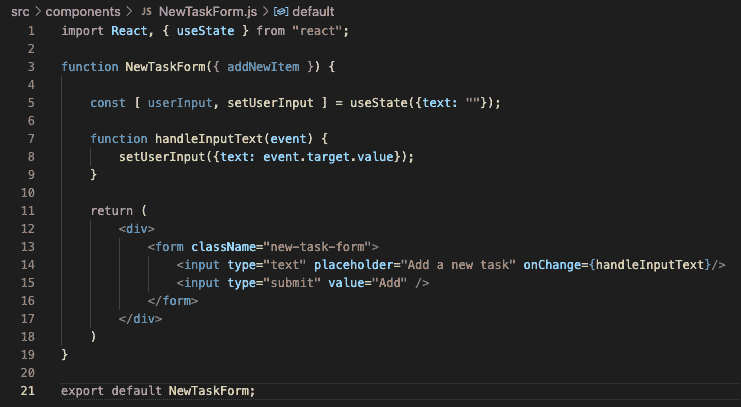 src > components > JS NewTaskForm.js > default
1 import React, { useState } from "react";
2
3 function NewTaskForm({ addNewItem }) {
4
5     const [ userInput, setUserInput ] = useState({text: ""});
6
7     function handleInputText(event) {
8         setUserInput({text: event.target.value});
9     }
10
11     return (
12         <div>
13             <form className="new-task-form">
14                 <input type="text" placeholder="Add a new task" onChange={handleInputText}/>
15                 <input type="submit" value="Add" />
16             </form>
17         </div>
18     )
19 }
20
21 export default NewTaskForm;